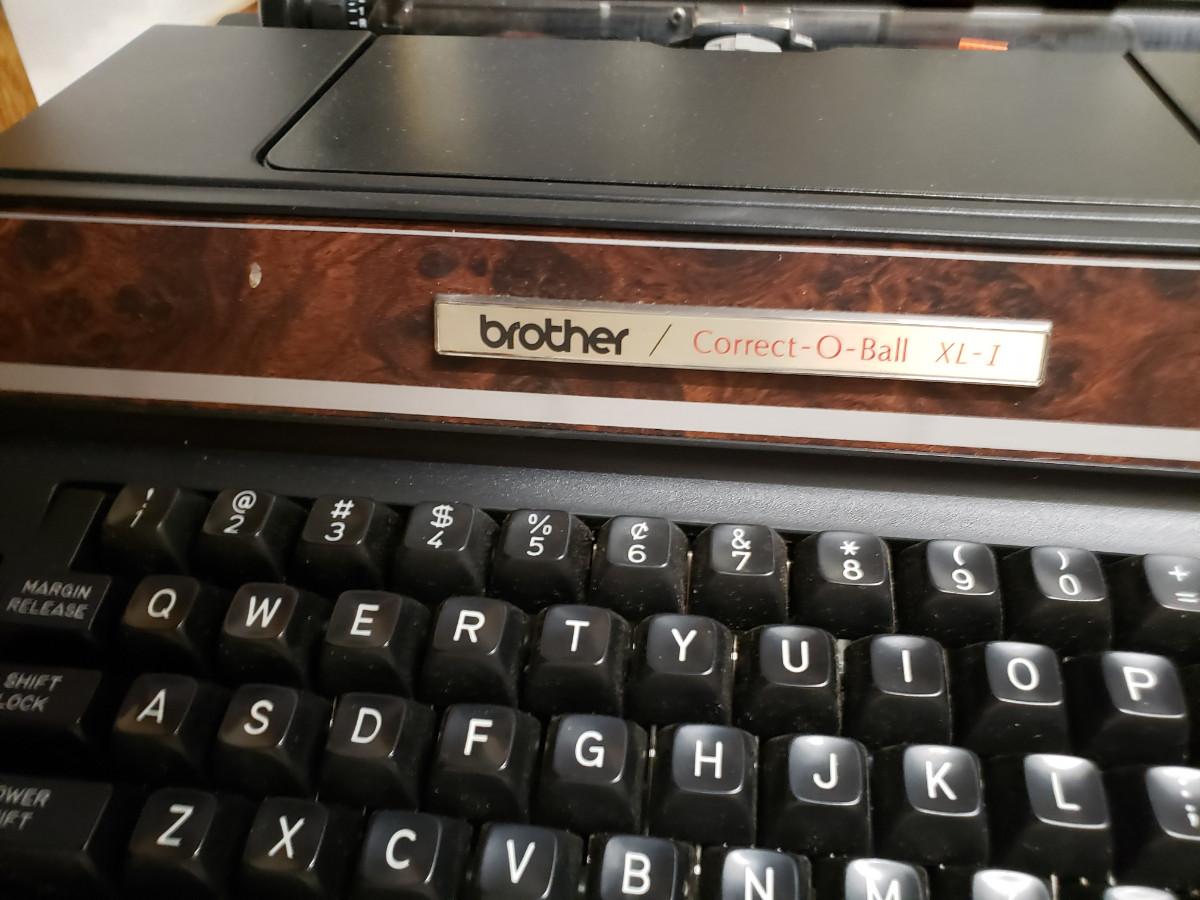 brother / Correct-O-Ball XL-I
! @ # $ % ¢ & * ( ) +
1 2 3 4 5 6 7 8 9 0 =
MARGIN
RELEASE
Q W E R T Y U I O P
SHIFT
LOCK
A S D F G H J K L : ;
Z X C V B N M